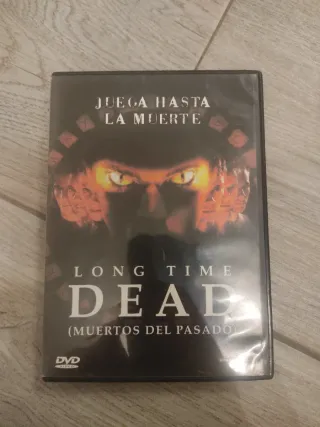 JUEGA HASTA
LA MUERTE
LONG TIME
DEAD
(MUERTOS DEL PASADO)
DVD